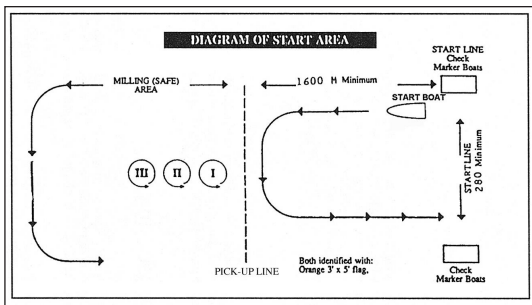 DIAGRAM OF START AREA
START LINE
Check
Marker Boats
MILLING (SAFE)
AREA
1600 M Minimum
START BOAT
START LINE
280 Minimum
III
II
I
PICK-UP LINE
Both identified with:
Orange 3' x 5' flag.
Check
Marker Boats